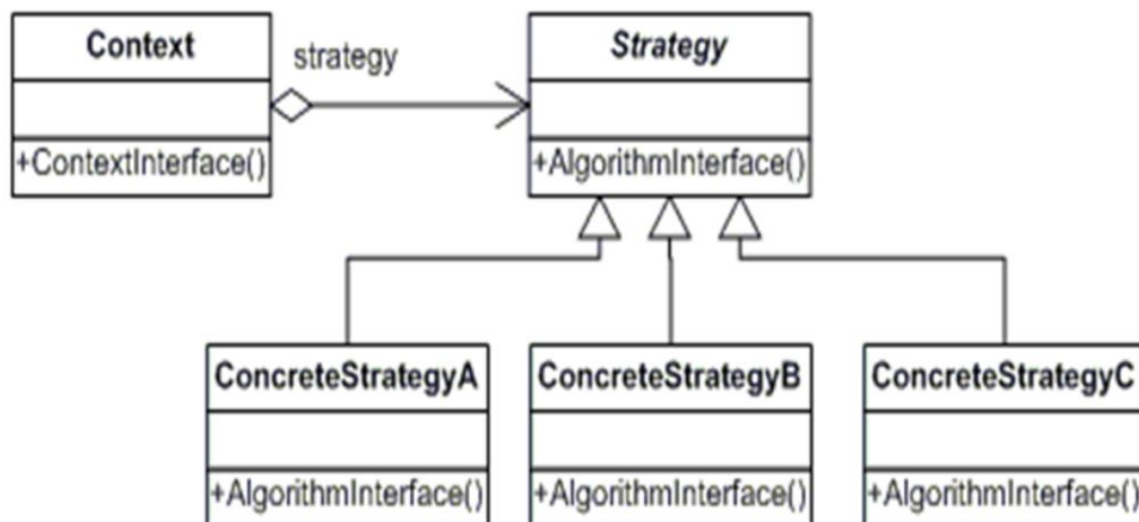 Context
strategy
Strategy
+ContextInterface()
+AlgorithmInterface()
ConcreteStrategyA
ConcreteStrategyB
ConcreteStrategyC
+AlgorithmInterface()
+AlgorithmInterface()
+AlgorithmInterface()